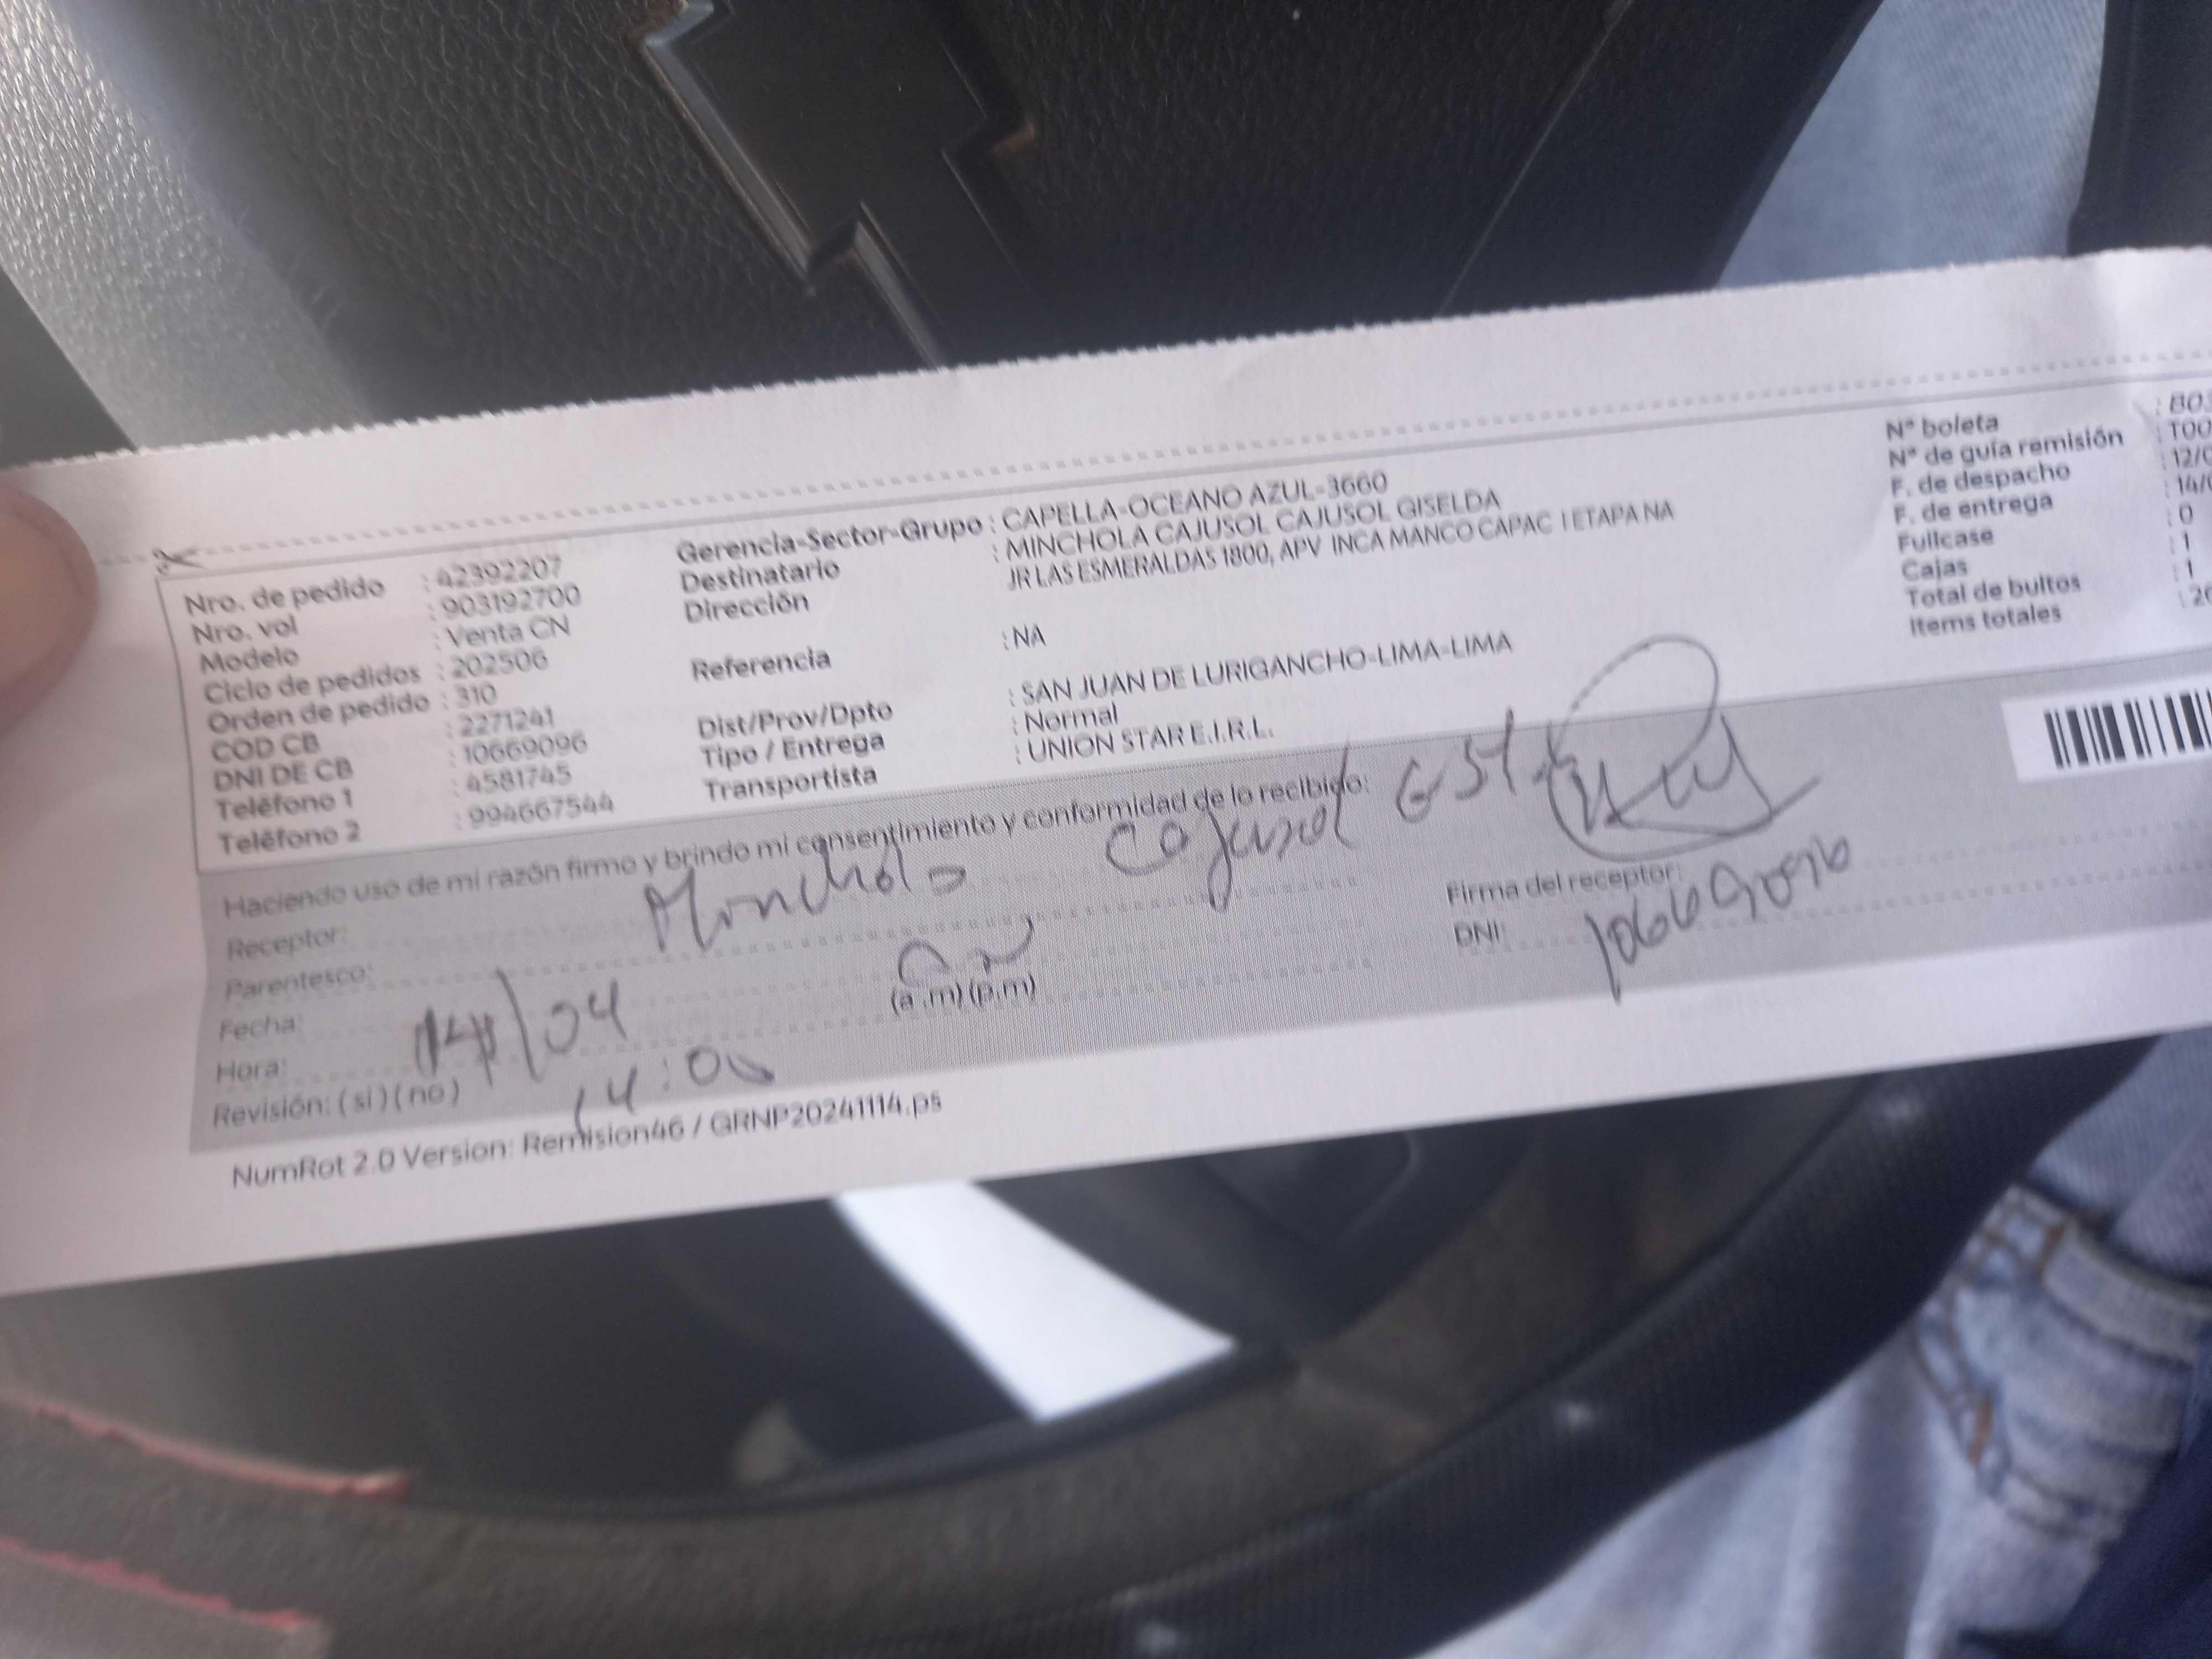 Nro. de pedido : 42392207
Nro. vol : 903192700
Modelo : Venta CN
Ciclo de pedidos : 202506
Orden de pedido : 310
COD CB : 2271241
DNI DE CB : 10669096
Teléfono 1 : 4581745
Teléfono 2 : 994667544
Gerencia-Sector-Grupo : CAPELLA-OCEANO AZUL-3660
Destinatario : MINCHOLA CAJUSOL CAJUSOL GISELDA
Dirección JR LAS ESMERALDAS 1800, APV INCA MANCO CAPAC I ETAPA NA
Referencia : NA
Dist/Prov/Dpto : SAN JUAN DE LURIGANCHO-LIMA-LIMA
Tipo / Entrega : Normal
Transportista : UNION STAR E.I.R.L.
N° boleta : B03
N° de guía remisión : T00
F. de despacho : 12/0
F. de entrega : 14/0
Fullcase : 0
Cajas : 1
Total de bultos : 1
Items totales : 26
Haciendo uso de mi razón firmo y brindo mi consentimiento y conformidad de lo recibido:
Receptor: Minchola Cajusol
Parentesco:
Fecha: 14/04 (a.m) (p.m)
Hora: 14:00
Revisión: (si) (no)
Firma del receptor:
DNI:
NumRot 2.0 Version: Remision46 / GRNP20241114.ps